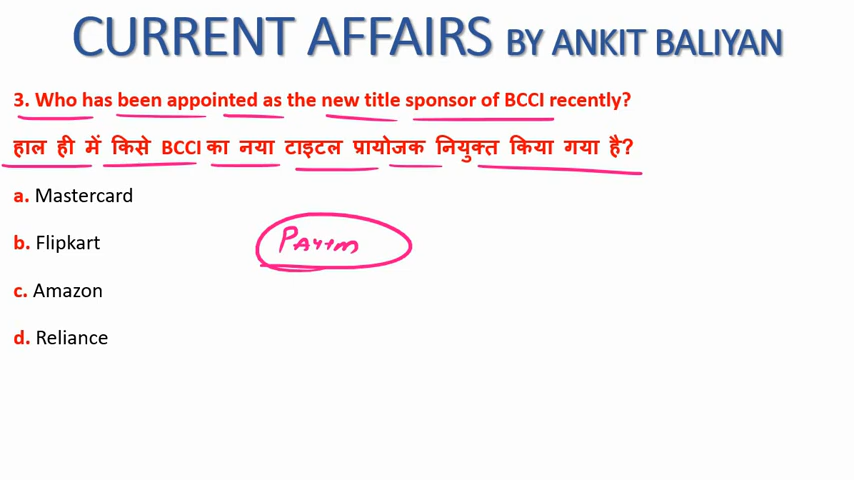 CURRENT AFFAIRS BY ANKIT BALIYAN
3. Who has been appointed as the new title sponsor of BCCI recently?
हाल ही में किसे BCCI का नया टाइटल प्रायोजक नियुक्त किया गया है?
a. Mastercard
b. Flipkart
Paytm
c. Amazon
d. Reliance